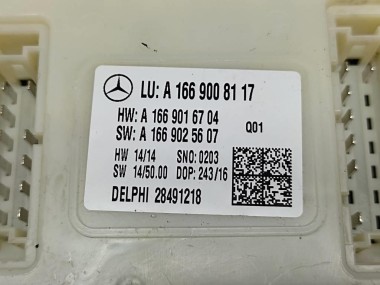 LU: A 166 900 81 17
HW: A 166 901 67 04
SW: A 166 902 56 07 Q01
HW 14/14 SNO: 0203
SW 14/50.00 DOP: 243/16
DELPHI 28491218